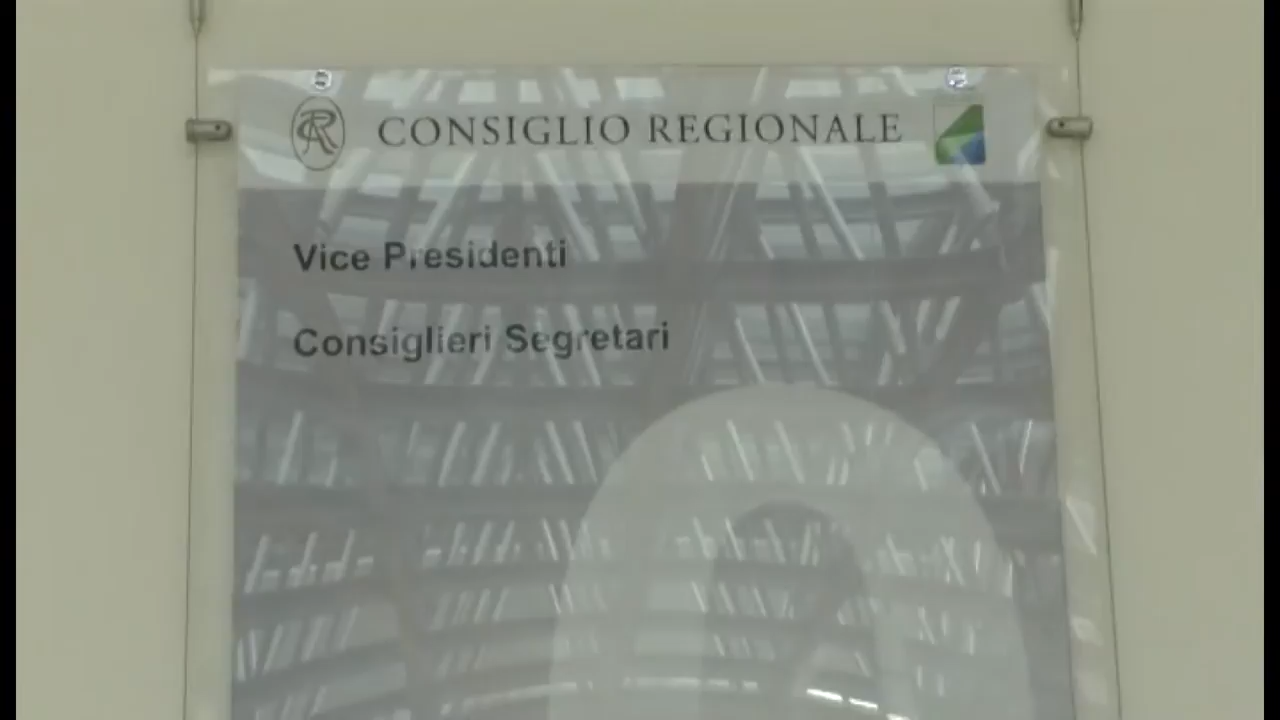 CONSIGLIO REGIONALE
Vice Presidenti
Consiglieri Segretari